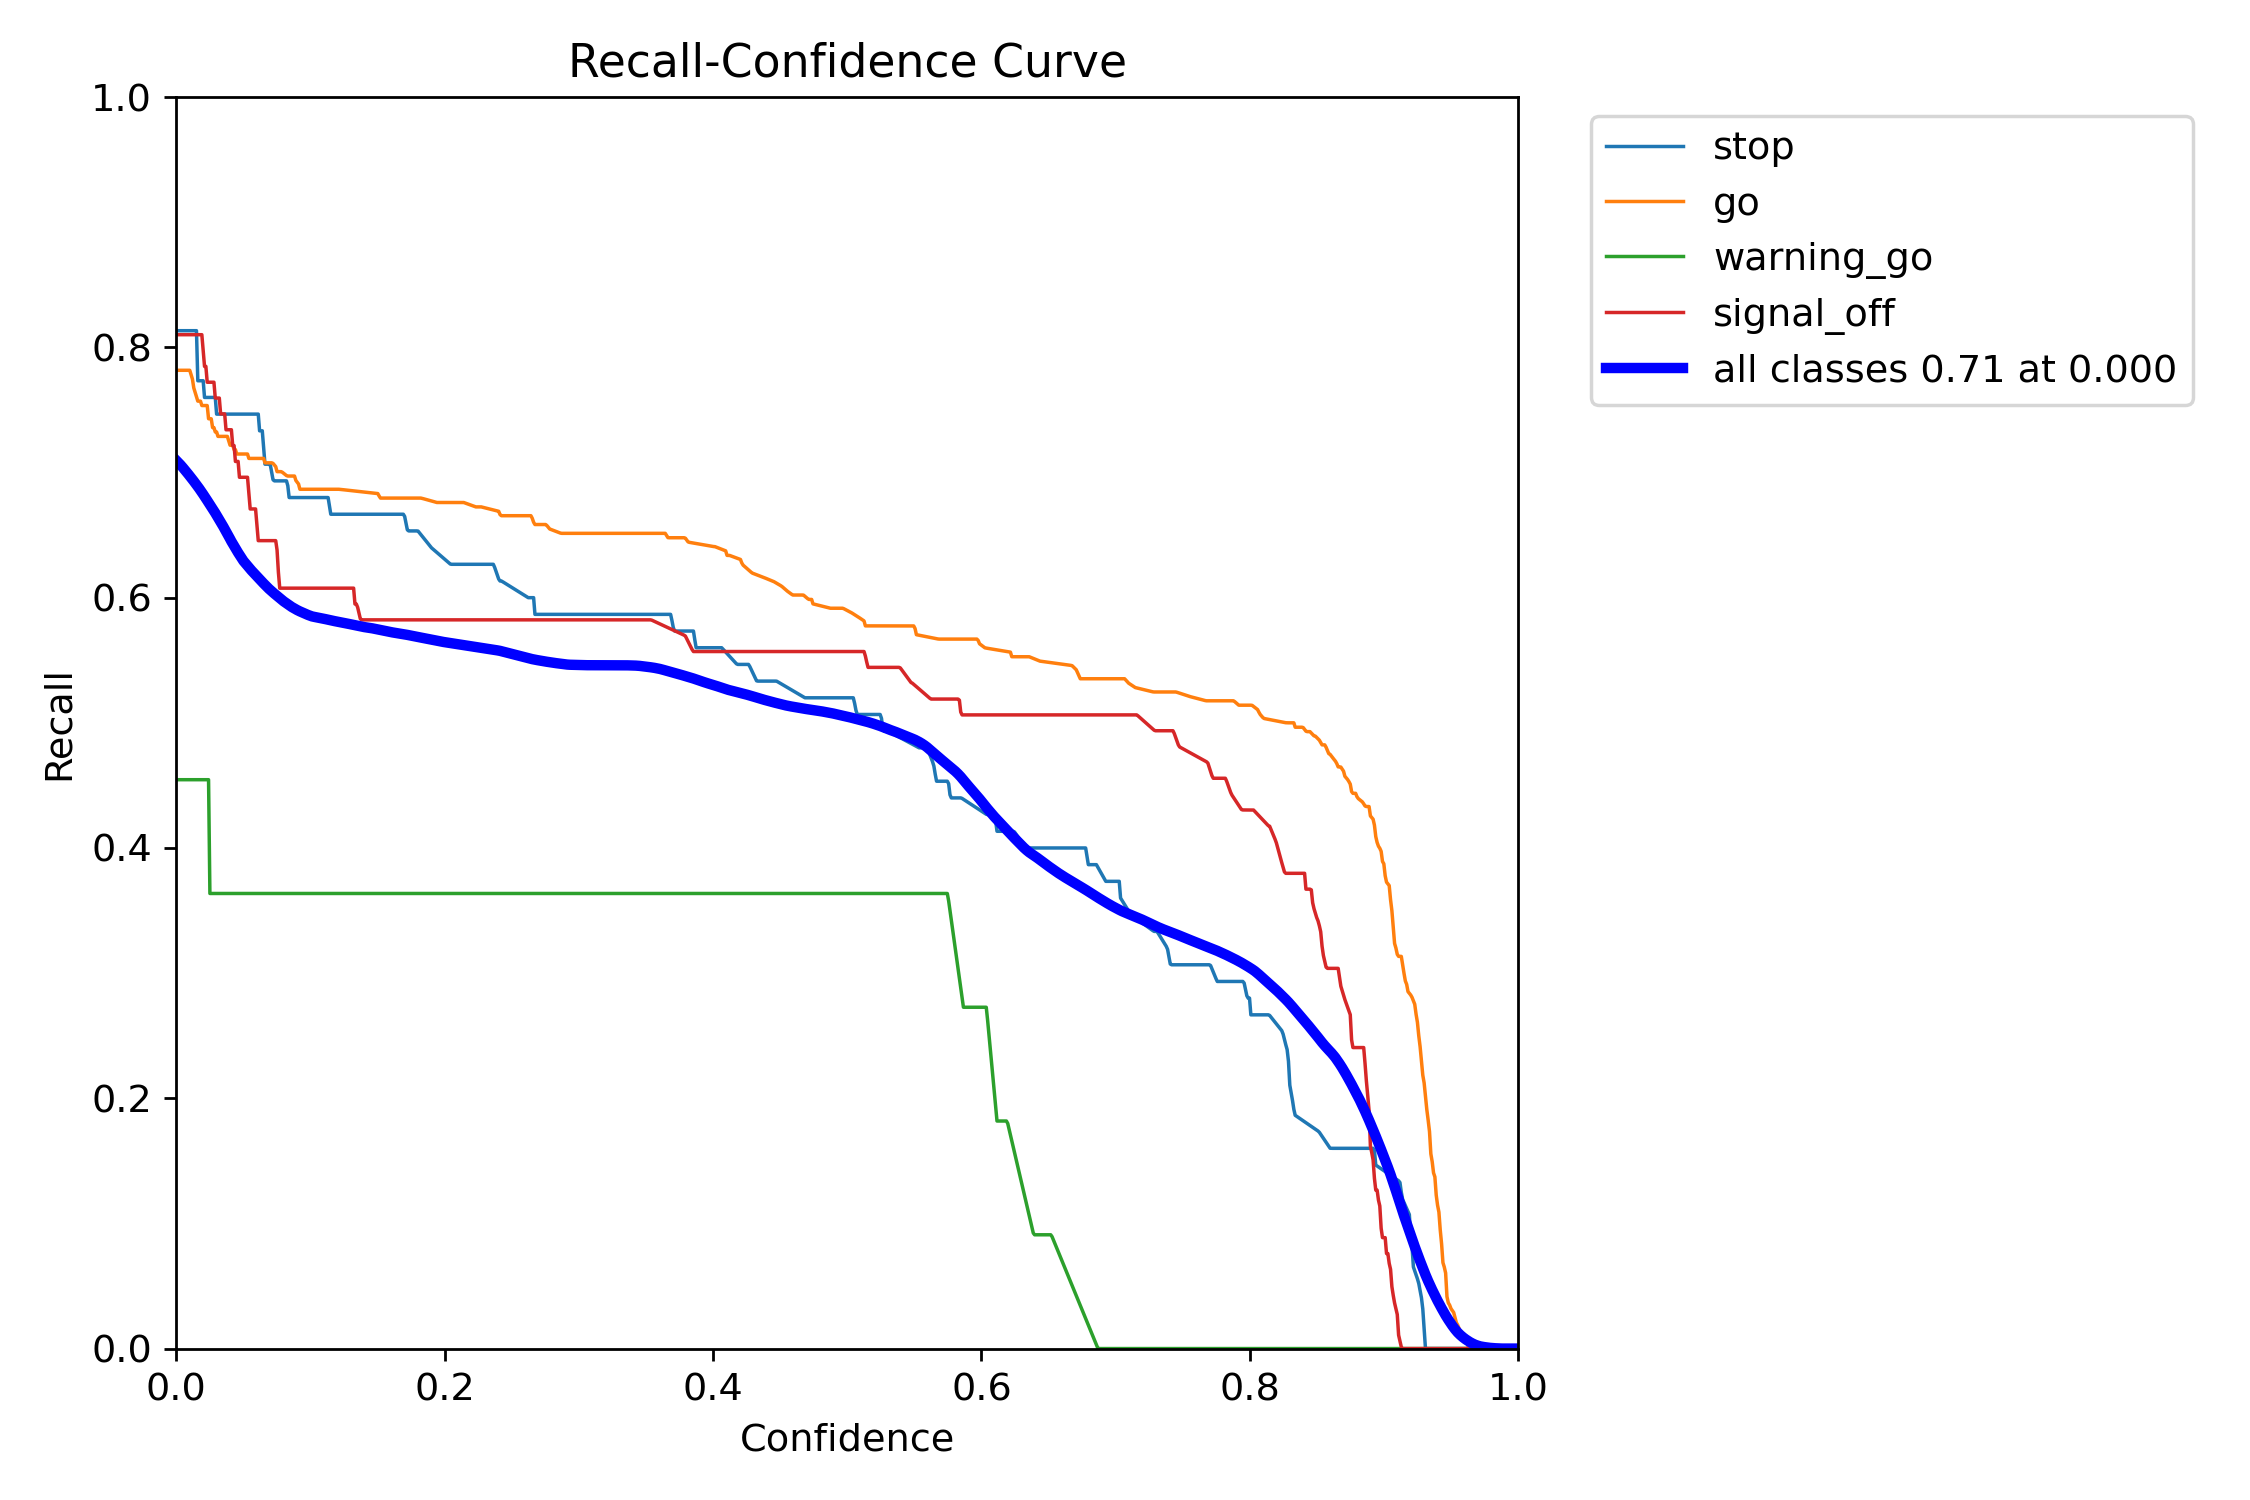 Recall-Confidence Curve
1.0
0.8
0.6
0.4
0.2
0.0
Recall
0.0 0.2 0.4 0.6 0.8 1.0
Confidence
stop
go
warning_go
signal_off
all classes 0.71 at 0.000